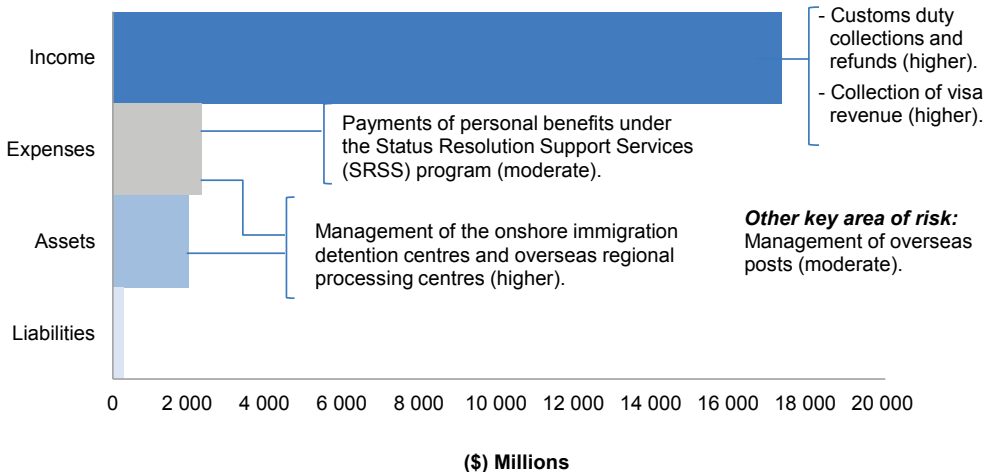 Income
- Customs duty
collections and
refunds (higher).
- Collection of visa
revenue (higher).
Expenses
Payments of personal benefits under
the Status Resolution Support Services
(SRSS) program (moderate).
Assets
Management of the onshore immigration
detention centres and overseas regional
processing centres (higher).
Other key area of risk:
Management of overseas
posts (moderate).
Liabilities
0 2 000 4 000 6 000 8 000 10 000 12 000 14 000 16 000 18 000 20 000
($) Millions